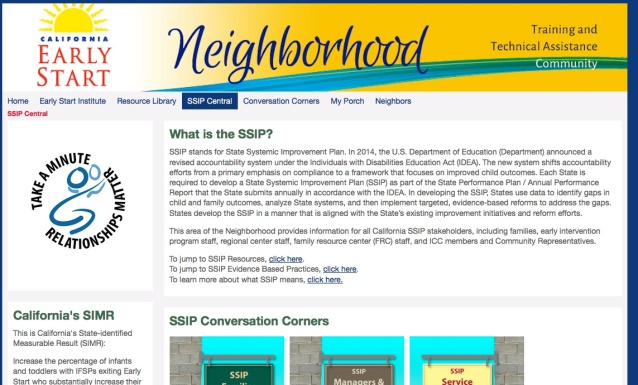 CALIFORNIA
EARLY
START
Neighborhood
Training and
Technical Assistance
Community
Home Early Start Institute Resource Library SSIP Central Conversation Corners My Porch Neighbors
SSIP Central
TAKE A MINUTE
RELATIONSHIPS MATTER
What is the SSIP?
SSIP stands for State Systemic Improvement Plan. In 2014, the U.S. Department of Education (Department) announced a
revised accountability system under the Individuals with Disabilities Education Act (IDEA). The new system shifts accountability
efforts from a primary emphasis on compliance to a framework that focuses on improved child outcomes. Each State is
required to develop a State Systemic Improvement Plan (SSIP) as part of the State Performance Plan / Annual Performance
Report that the State submits annually in accordance with the IDEA. In developing the SSIP, States use data to identify gaps in
child and family outcomes, analyze State systems, and then implement targeted, evidence-based reforms to address the gaps.
States develop the SSIP in a manner that is aligned with the State's existing improvement initiatives and reform efforts.
This area of the Neighborhood provides information for all California SSIP stakeholders, including families, early intervention
program staff, regional center staff, family resource center (FRC) staff, and ICC members and Community Representatives.
To jump to SSIP Resources, click here.
To jump to SSIP Evidence Based Practices, click here.
To learn more about what SSIP means, click here.
California's SIMR
This is California's State-identified
Measurable Result (SIMR):
Increase the percentage of infants
and toddlers with IFSPs exiting Early
Start who substantially increase their
SSIP Conversation Corners
SSIP
SSIP
Managers &
SSIP
Service